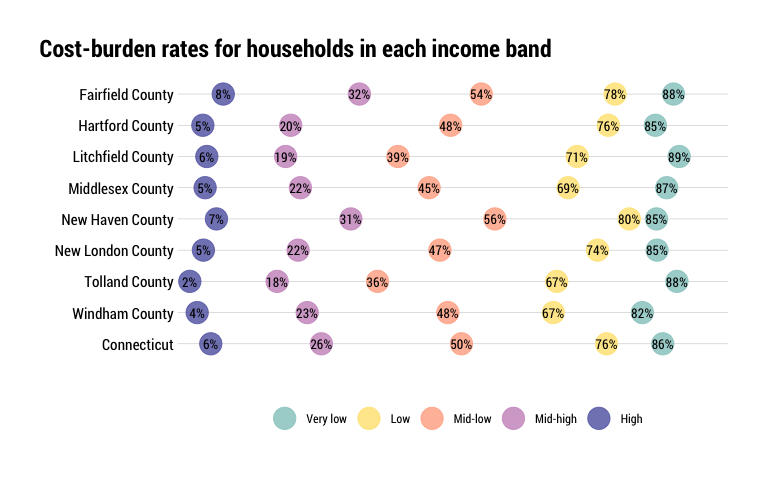 Cost-burden rates for households in each income band
Fairfield County 8% 32% 54% 78% 88%
Hartford County 5% 20% 48% 76% 85%
Litchfield County 6% 19% 39% 71% 89%
Middlesex County 5% 22% 45% 69% 87%
New Haven County 7% 31% 56% 80% 85%
New London County 5% 22% 47% 74% 85%
Tolland County 2% 18% 36% 67% 88%
Windham County 4% 23% 48% 67% 82%
Connecticut 6% 26% 50% 76% 86%
Very low Low Mid-low Mid-high High